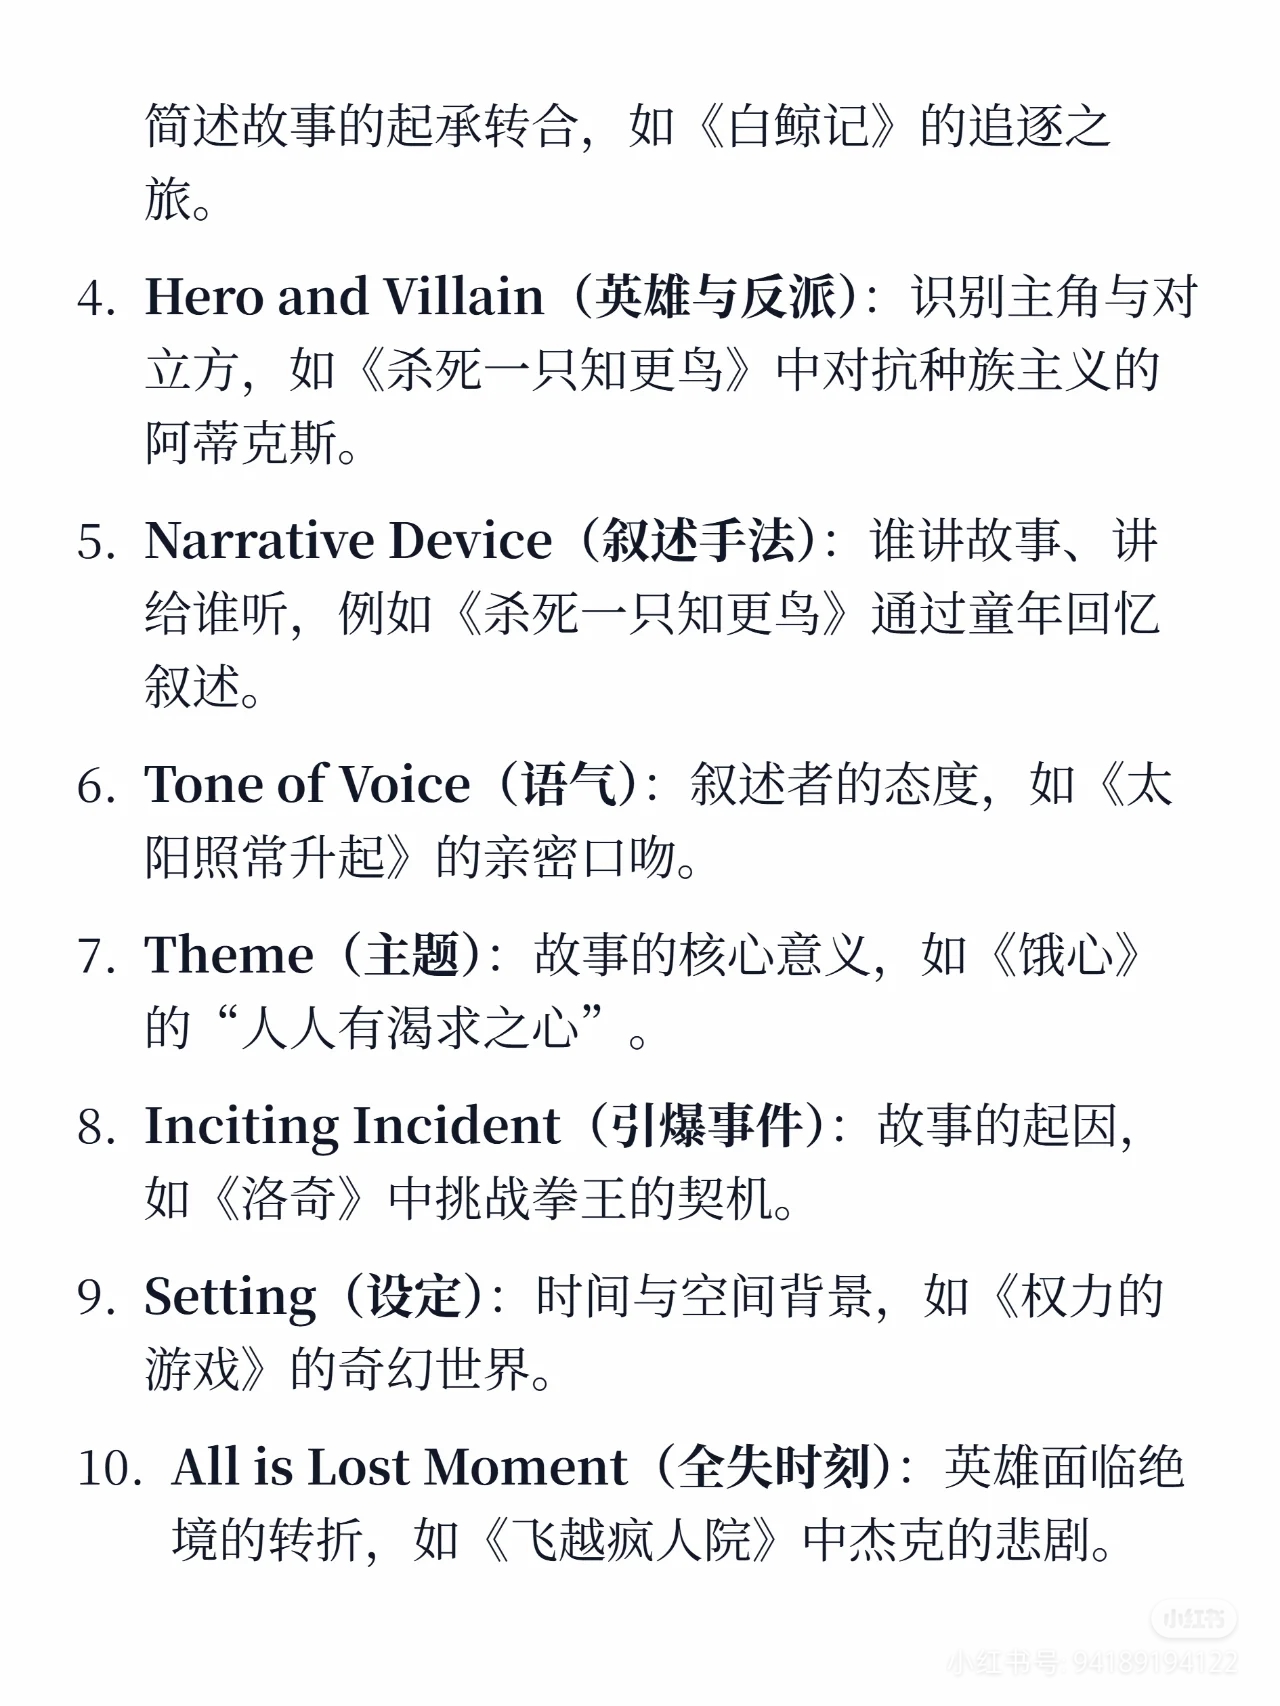 简述故事的起承转合，如《白鲸记》的追逐之
旅。
4. Hero and Villain（英雄与反派）：识别主角与对
立方，如《杀死一只知更鸟》中对抗种族主义的
阿蒂克斯。
5. Narrative Device（叙述手法）：谁讲故事、讲
给谁听，例如《杀死一只知更鸟》通过童年回忆
叙述。
6. Tone of Voice（语气）：叙述者的态度，如《太
阳照常升起》的亲密口吻。
7. Theme（主题）：故事的核心意义，如《饿心》
的“人人有渴求之心”。
8. Inciting Incident（引爆事件）：故事的起因，
如《洛奇》中挑战拳王的契机。
9. Setting（设定）：时间与空间背景，如《权力的
游戏》的奇幻世界。
10. All is Lost Moment（全失时刻）：英雄面临绝
境的转折，如《飞越疯人院》中杰克的悲剧。
小红书
小红书号: 94189194122